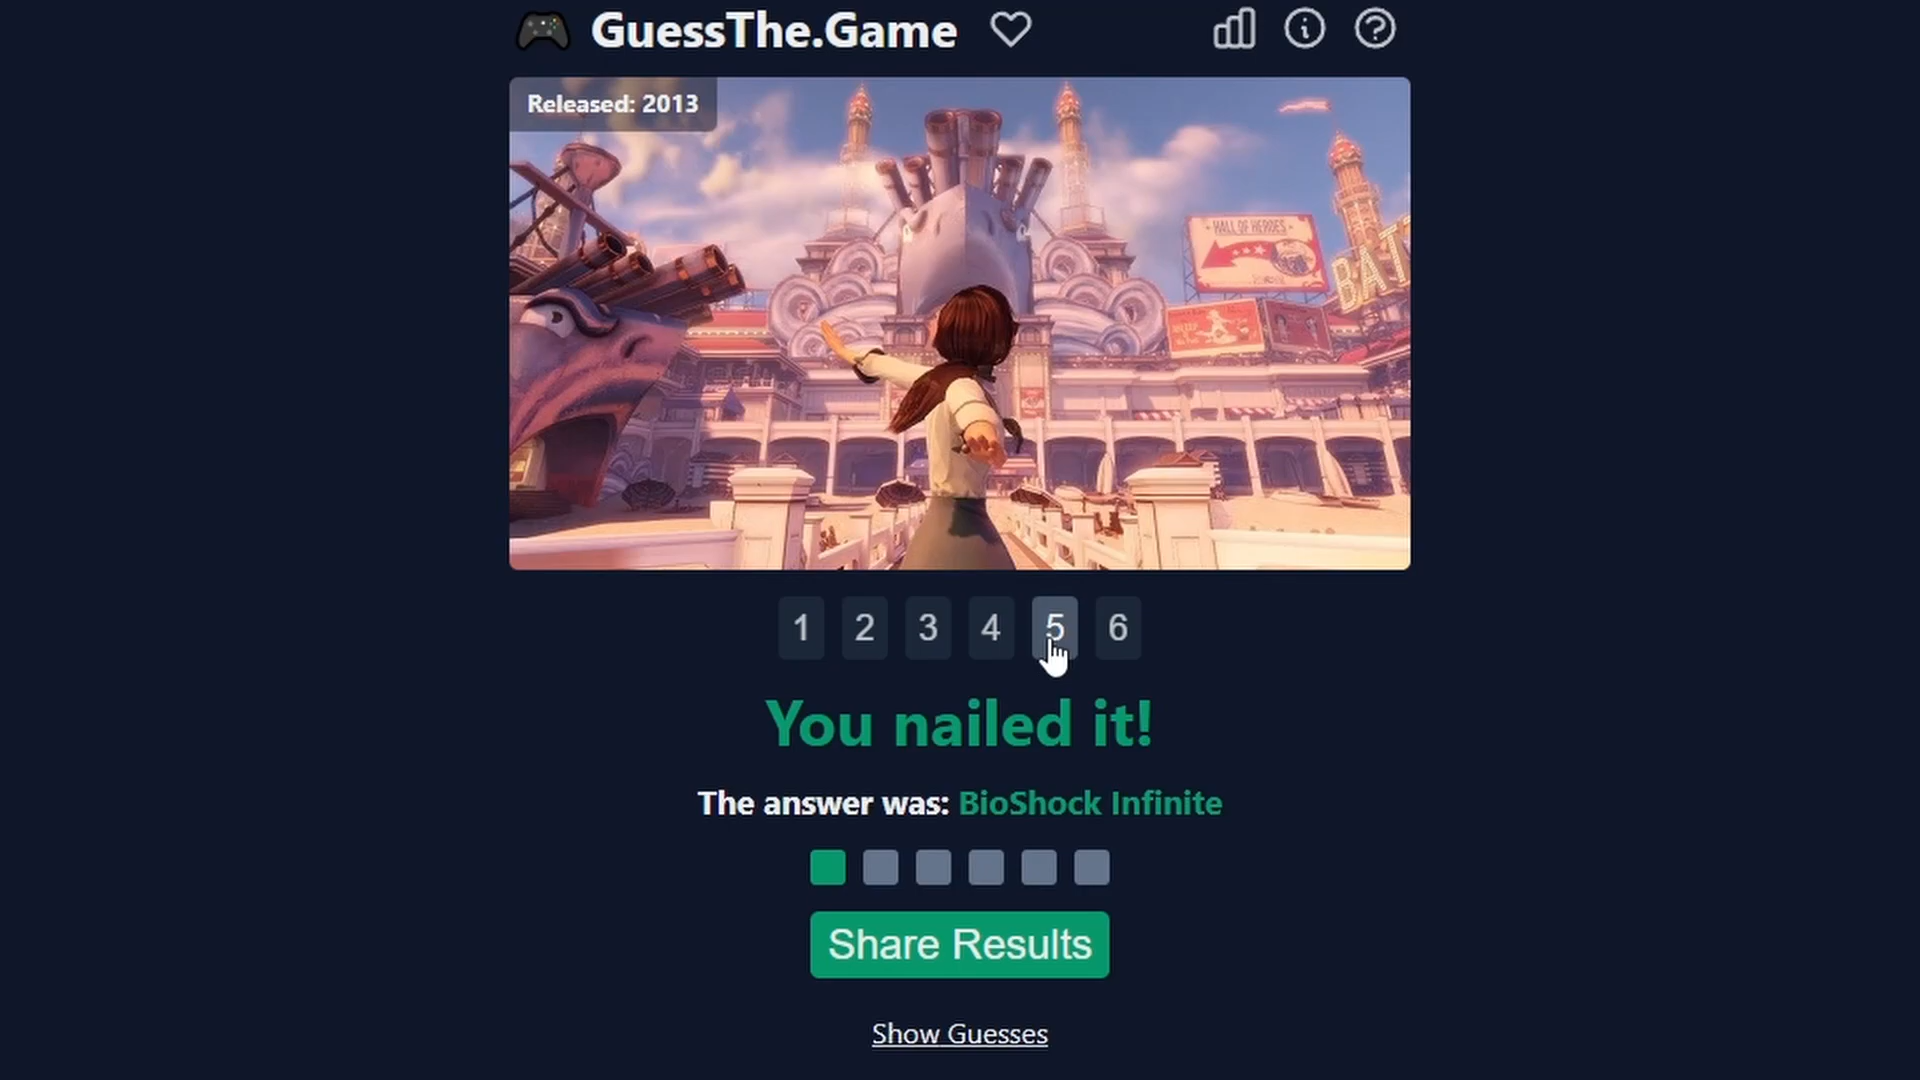 GuessThe.Game
Released: 2013
HALL OF HEROES
BAT
1 2 3 4 5 6
You nailed it!
The answer was: BioShock Infinite
Share Results
Show Guesses